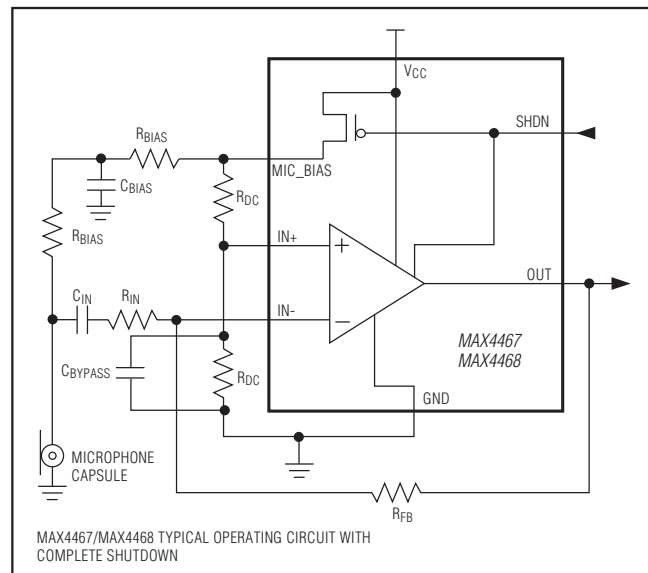 VCC
RBIAS
SHDN
MIC_BIAS
CBIAS
RDC
RBIAS
IN+
+
CIN
RIN
OUT
IN-
−
MAX4467
MAX4468
CBYPASS
RDC
GND
MICROPHONE
CAPSULE
RFB
MAX4467/MAX4468 TYPICAL OPERATING CIRCUIT WITH
COMPLETE SHUTDOWN